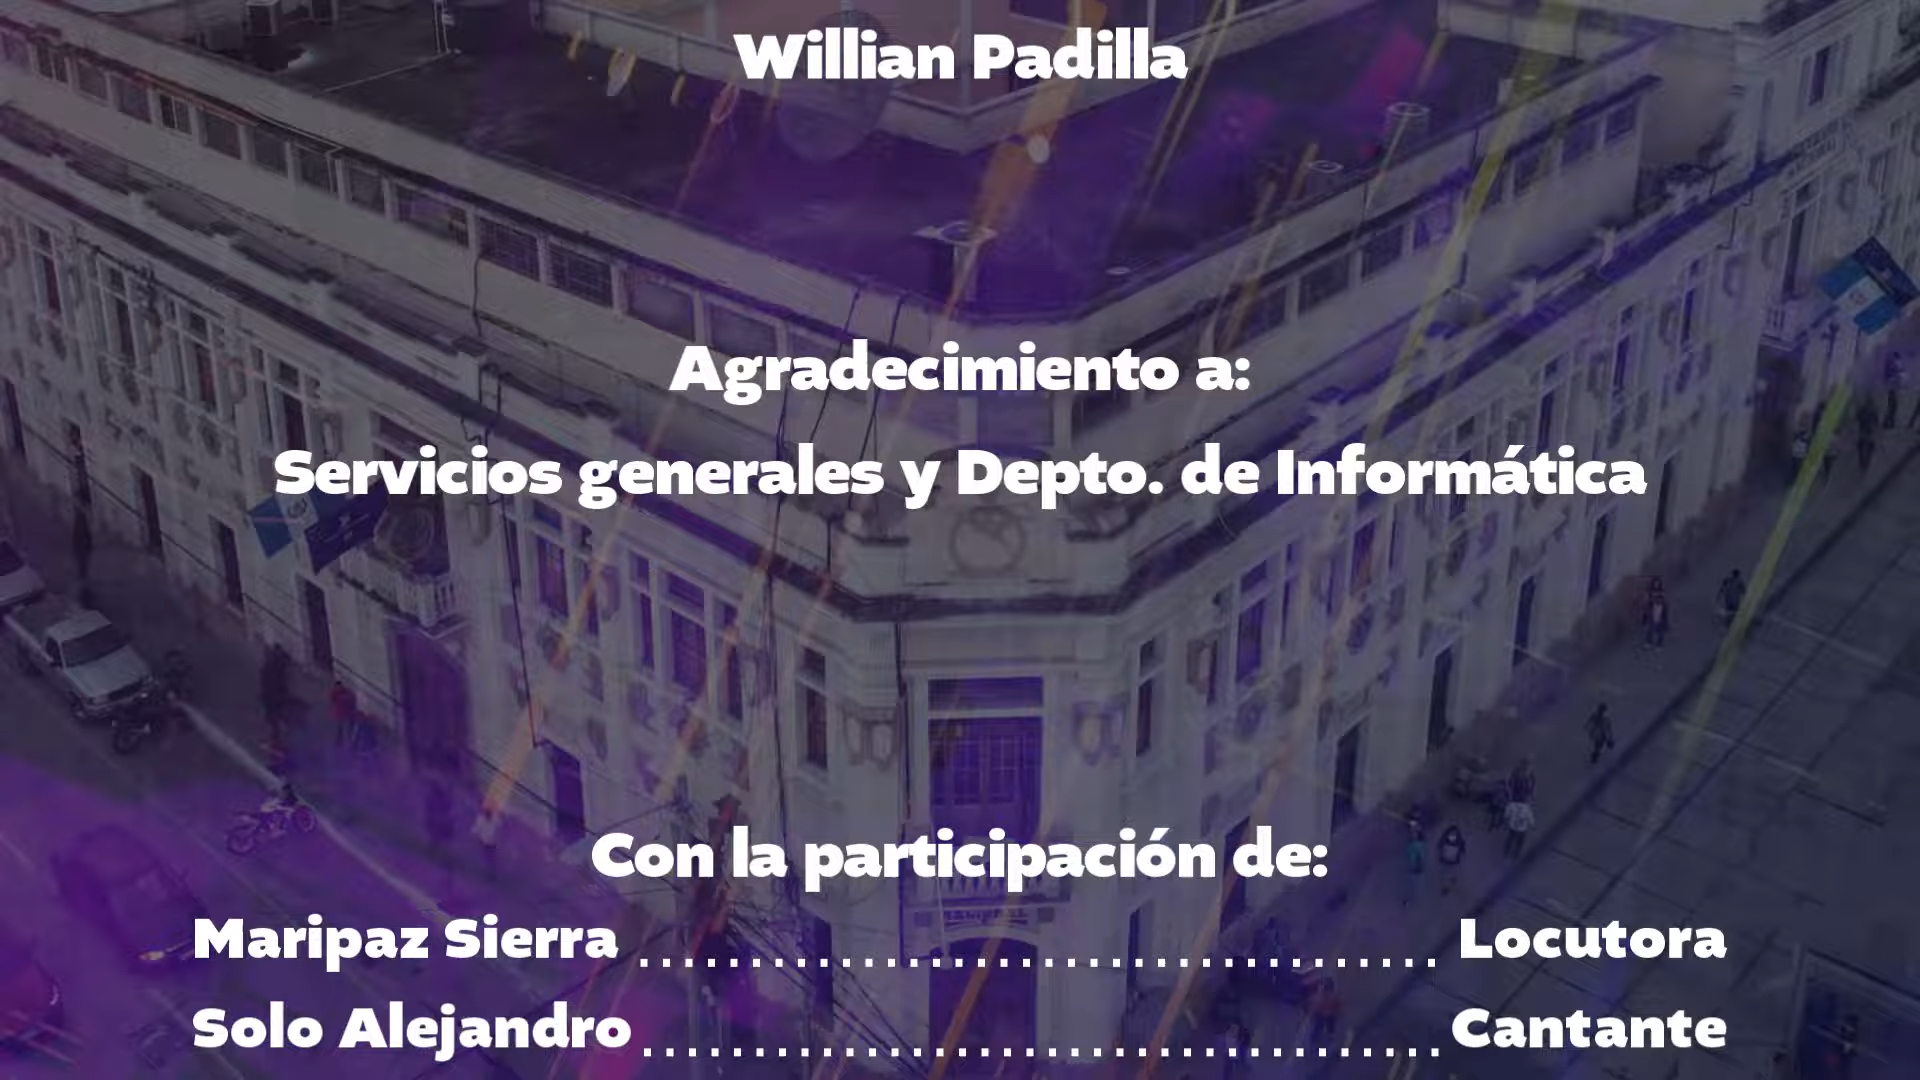 Willian Padilla
Agradecimiento a:
Servicios generales y Depto. de Informática
Con la participación de:
Maripaz Sierra ........................................ Locutora
Solo Alejandro ........................................ Cantante